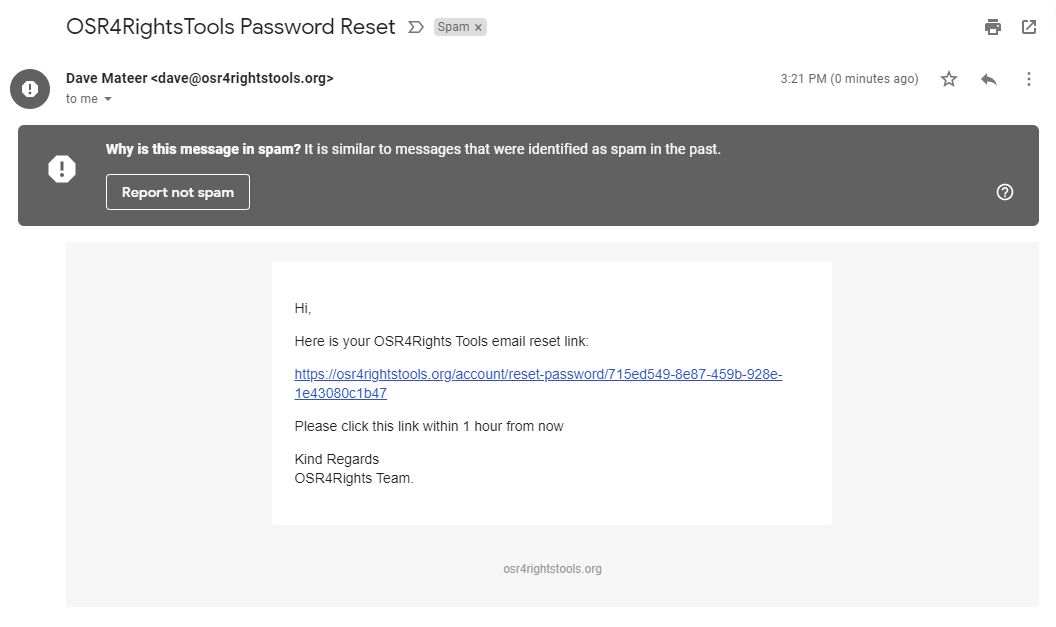 OSR4RightsTools Password Reset Spam ×
Dave Mateer <dave@osr4rightstools.org> 3:21 PM (0 minutes ago)
to me
Why is this message in spam? It is similar to messages that were identified as spam in the past.
Report not spam
Hi,
Here is your OSR4Rights Tools email reset link:
https://osr4rightstools.org/account/reset-password/715ed549-8e87-459b-928e-
1e43080c1b47
Please click this link within 1 hour from now
Kind Regards
OSR4Rights Team.
osr4rightstools.org